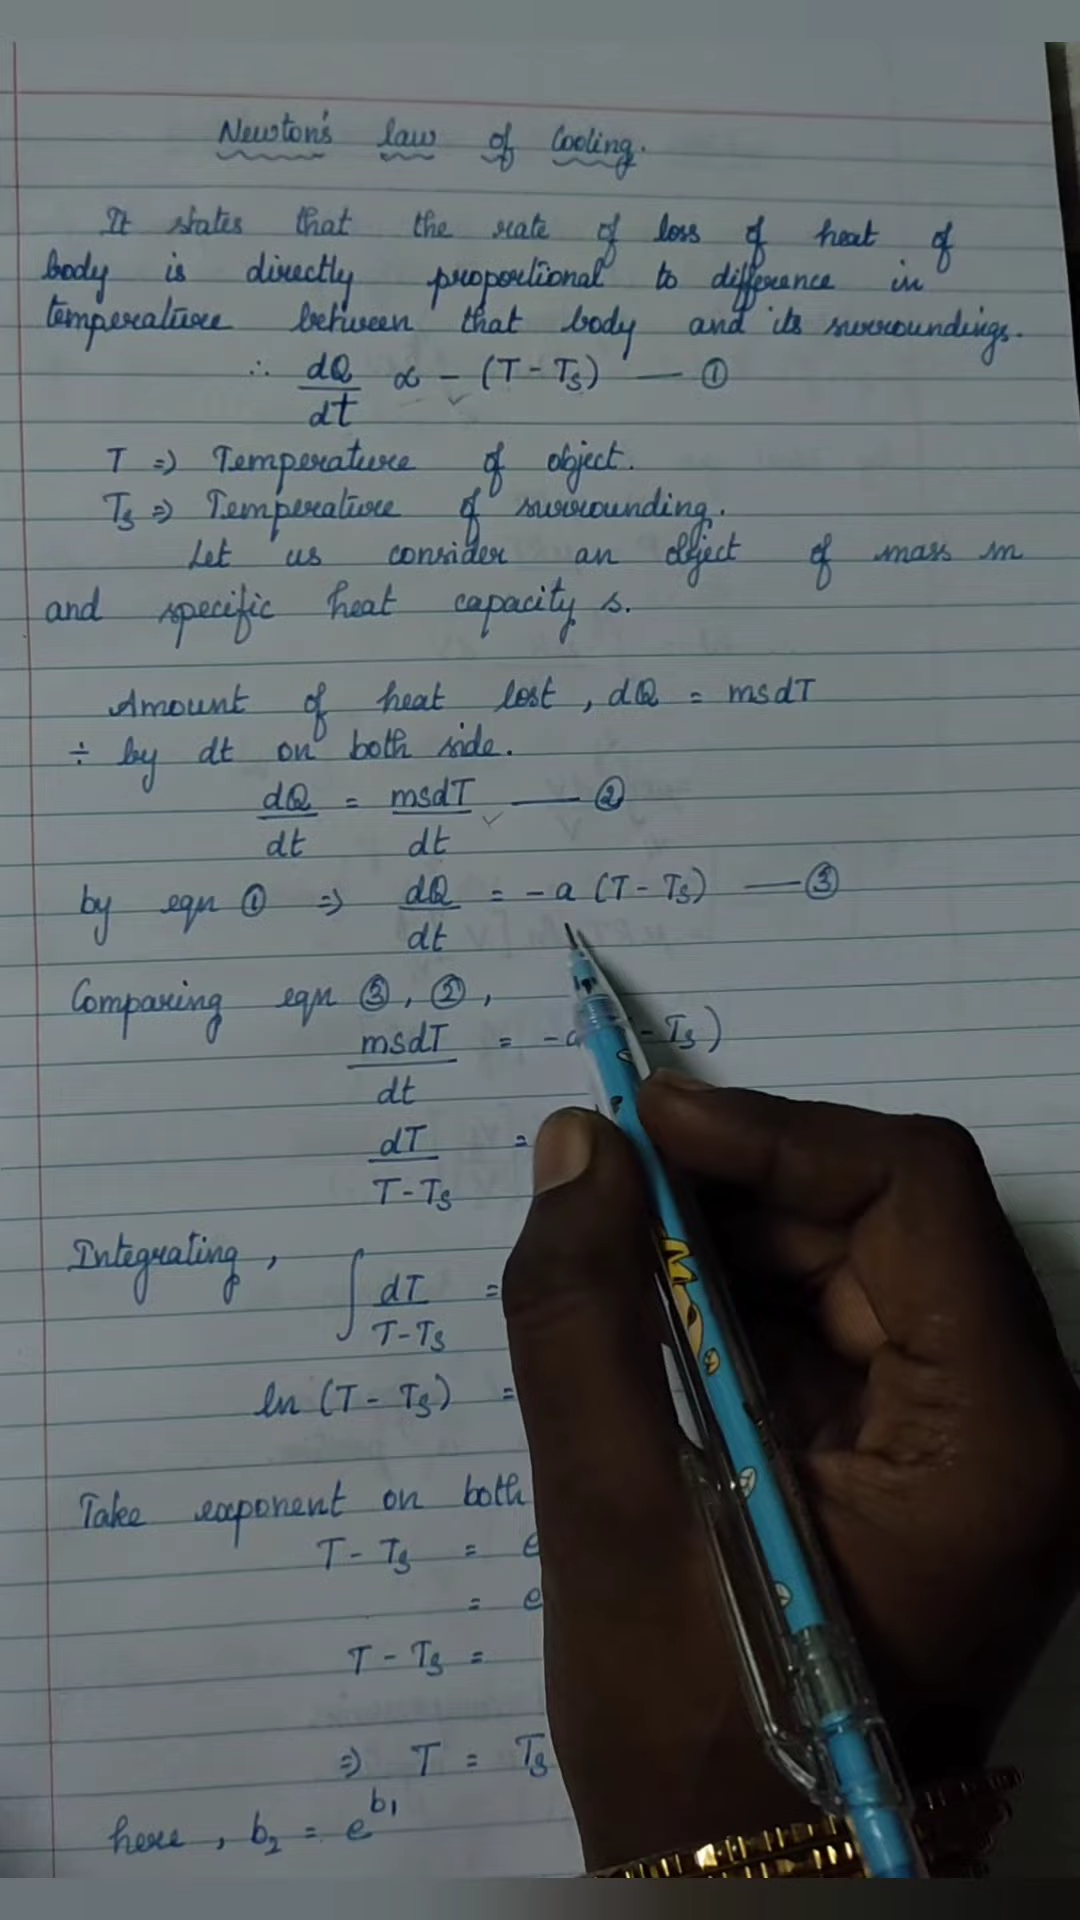 Newton's law of Cooling.
It states that the rate of loss of heat of
body is directly proportional to difference in
temperature between that body and its surroundings.
∴ dQ/dt ∝ - (T - Ts) — ①
T => Temperature of object.
Ts => Temperature of surrounding.
Let us consider an object of mass m
and specific heat capacity s.
Amount of heat lost, dQ = msdT
÷ by dt on both side.
dQ/dt = msdT/dt — ②
by eqn ① => dQ/dt = -a (T - Ts) — ③
Comparing eqn ③, ②,
msdT/dt = -a - Ts)
dT/T - Ts =
Integrating,
∫ dT/T - Ts =
ln (T - Ts) =
Take exponent on both
T - Ts = e
= e
T - Ts =
=> T = Ts
here, b₂ = e^b₁